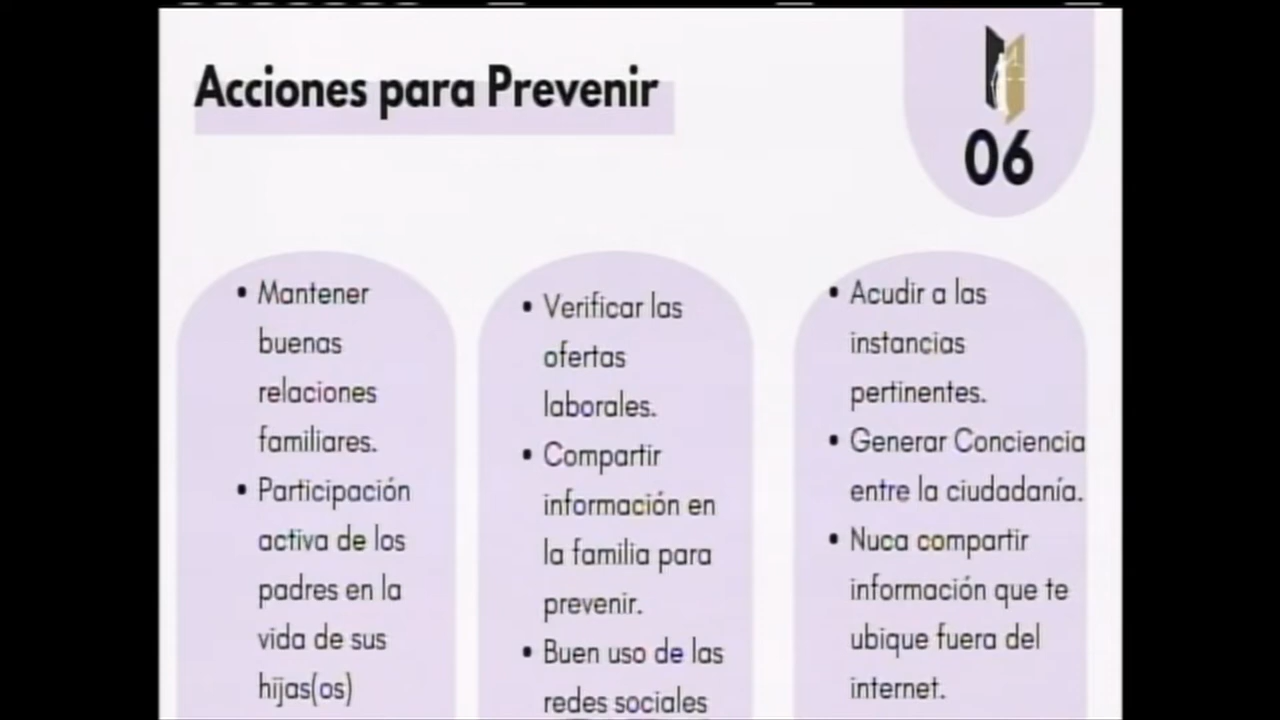 Acciones para Prevenir
06
• Mantener
buenas
relaciones
familiares.
• Participación
activa de los
padres en la
vida de sus
hijas(os)
• Verificar las
ofertas
laborales.
• Compartir
información en
la familia para
prevenir.
• Buen uso de las
redes sociales
• Acudir a las
instancias
pertinentes.
• Generar Conciencia
entre la ciudadanía.
• Nuca compartir
información que te
ubique fuera del
internet.